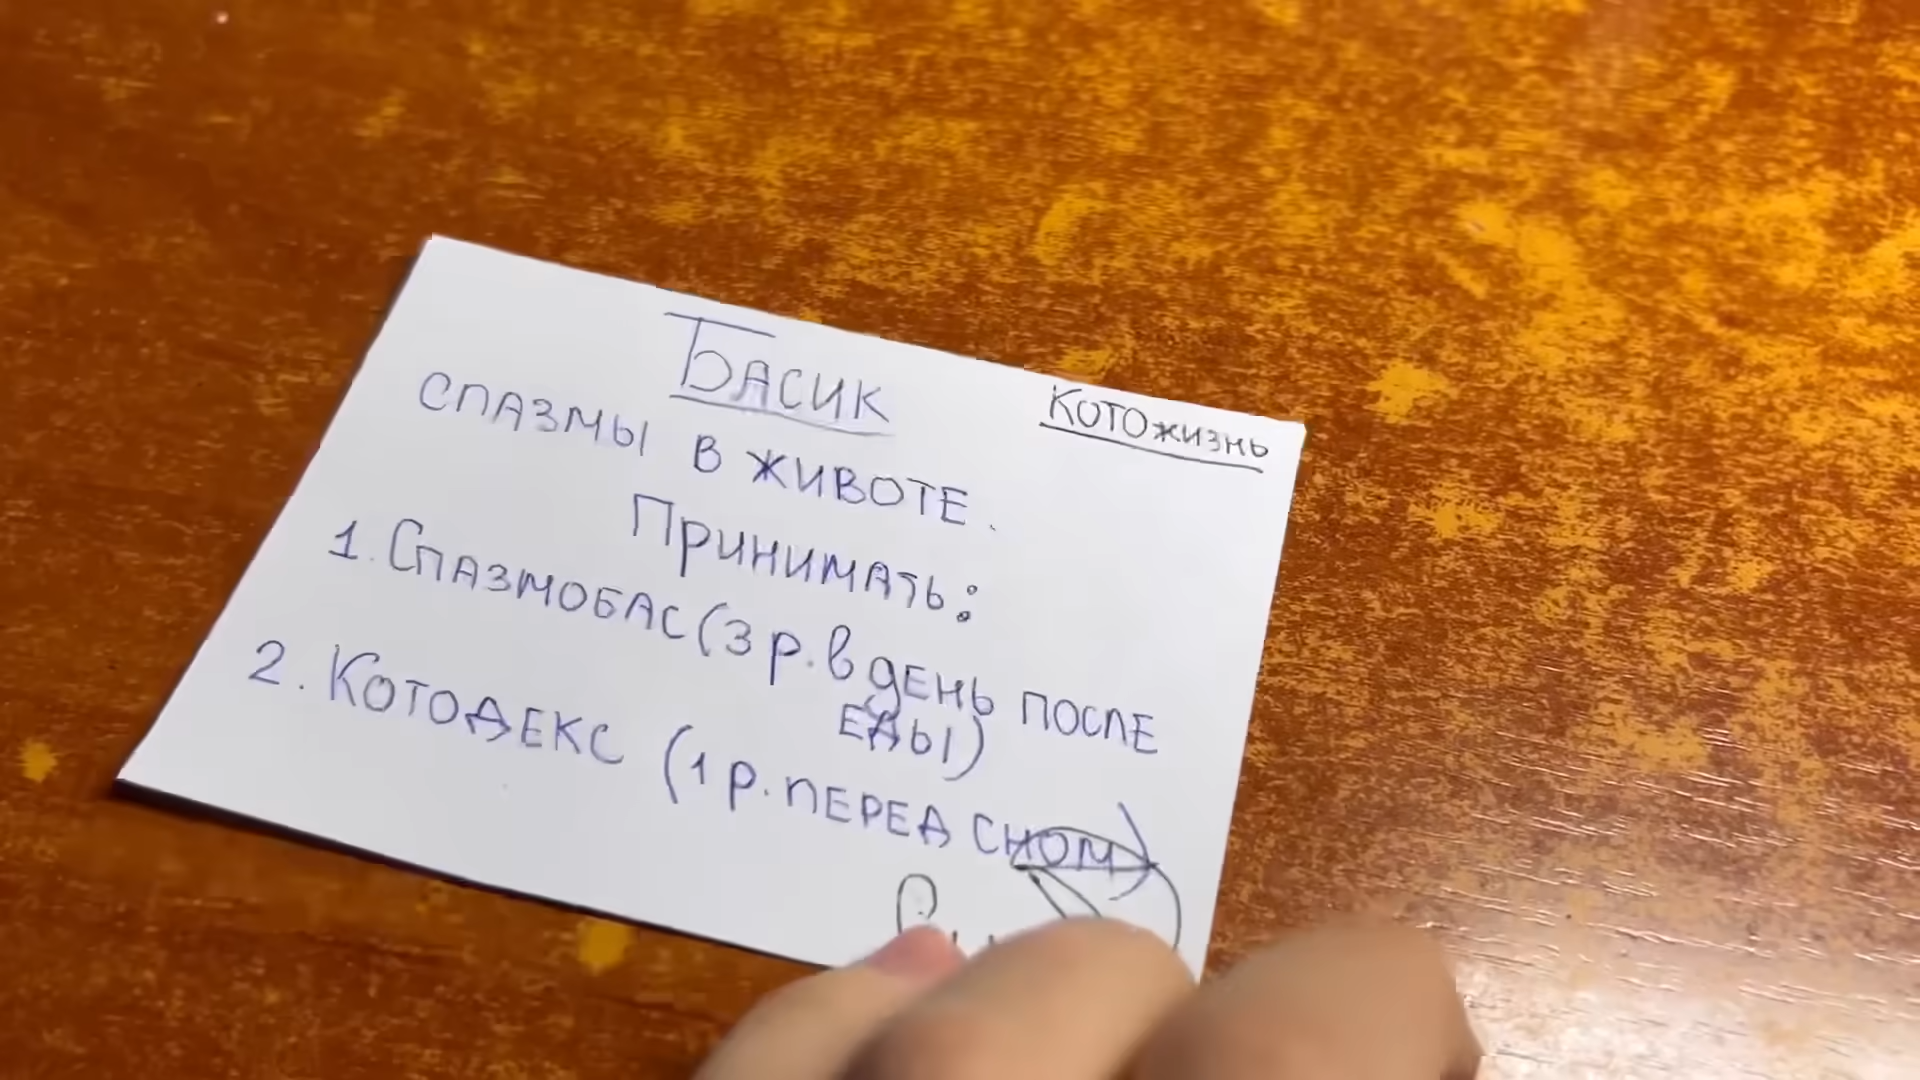 Басик
Котожизнь
спазмы в животе.
Принимать:
1. Спазмобас (3 р. в день после
еды)
2. Котодекс (1 р. перед сном)